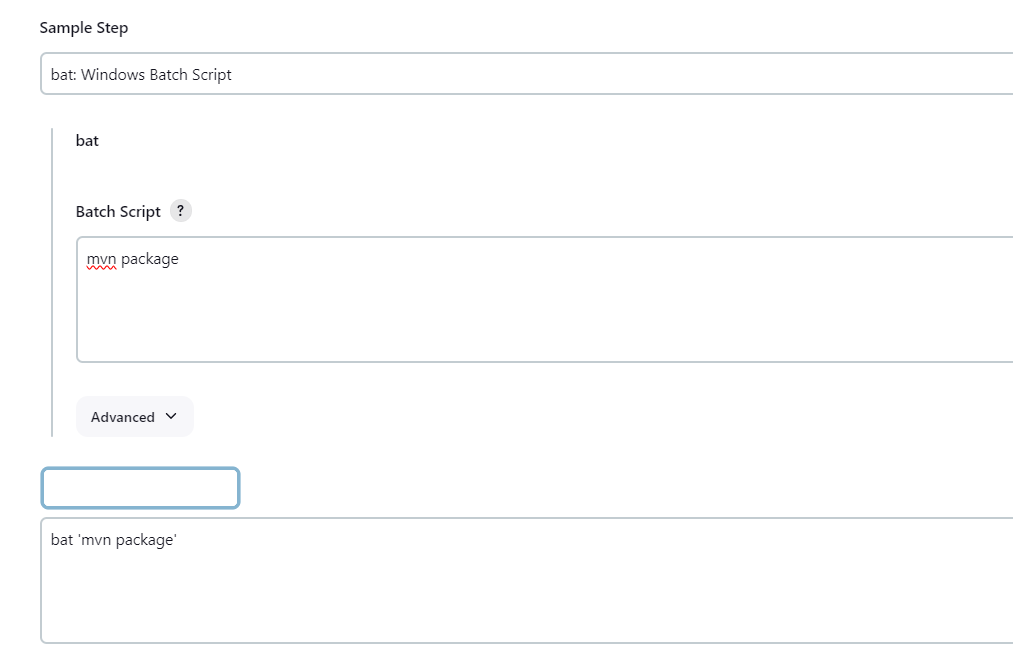 Sample Step
bat: Windows Batch Script
bat
Batch Script ?
mvn package
Advanced
bat 'mvn package'